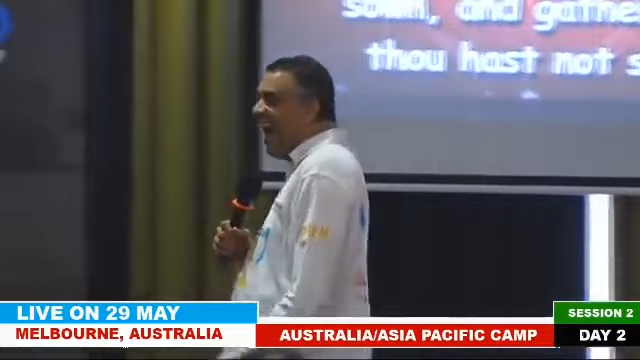 sown, and gathe
thou hast not s
LIVE ON 29 MAY
MELBOURNE, AUSTRALIA
AUSTRALIA/ASIA PACIFIC CAMP
SESSION 2
DAY 2